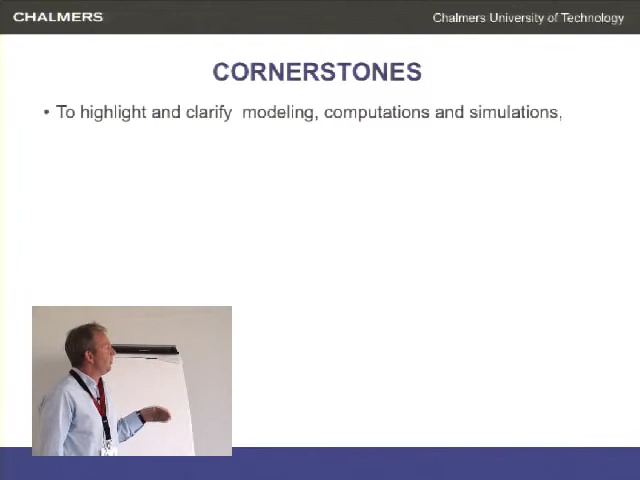 CHALMERS
Chalmers University of Technology
CORNERSTONES
• To highlight and clarify modeling, computations and simulations,